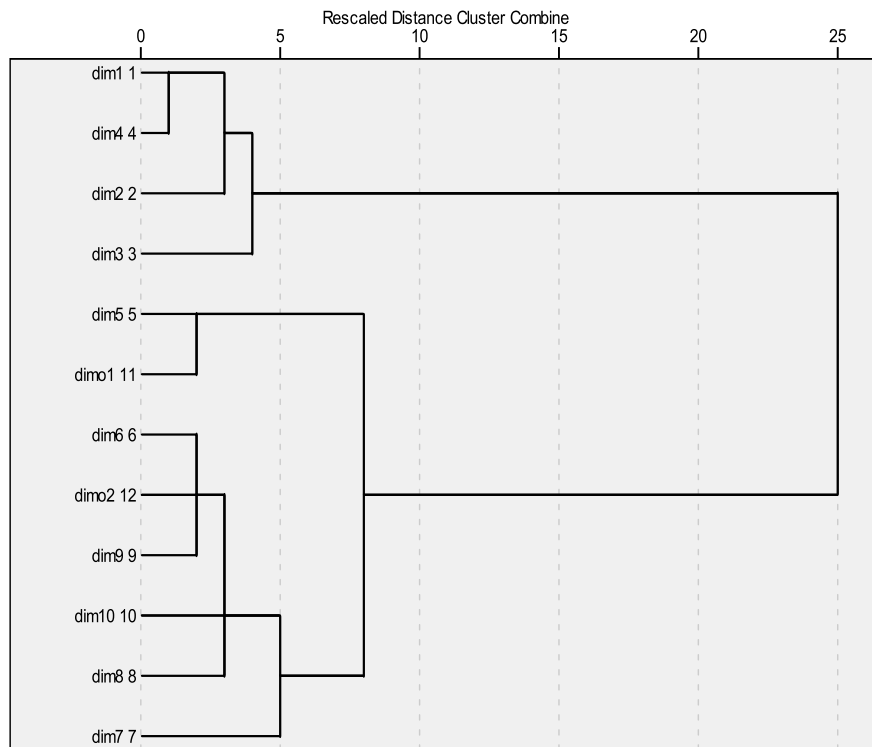 Rescaled Distance Cluster Combine
0 5 10 15 20 25
dim1 1
dim4 4
dim2 2
dim3 3
dim5 5
dimo1 11
dim6 6
dimo2 12
dim9 9
dim10 10
dim8 8
dim7 7